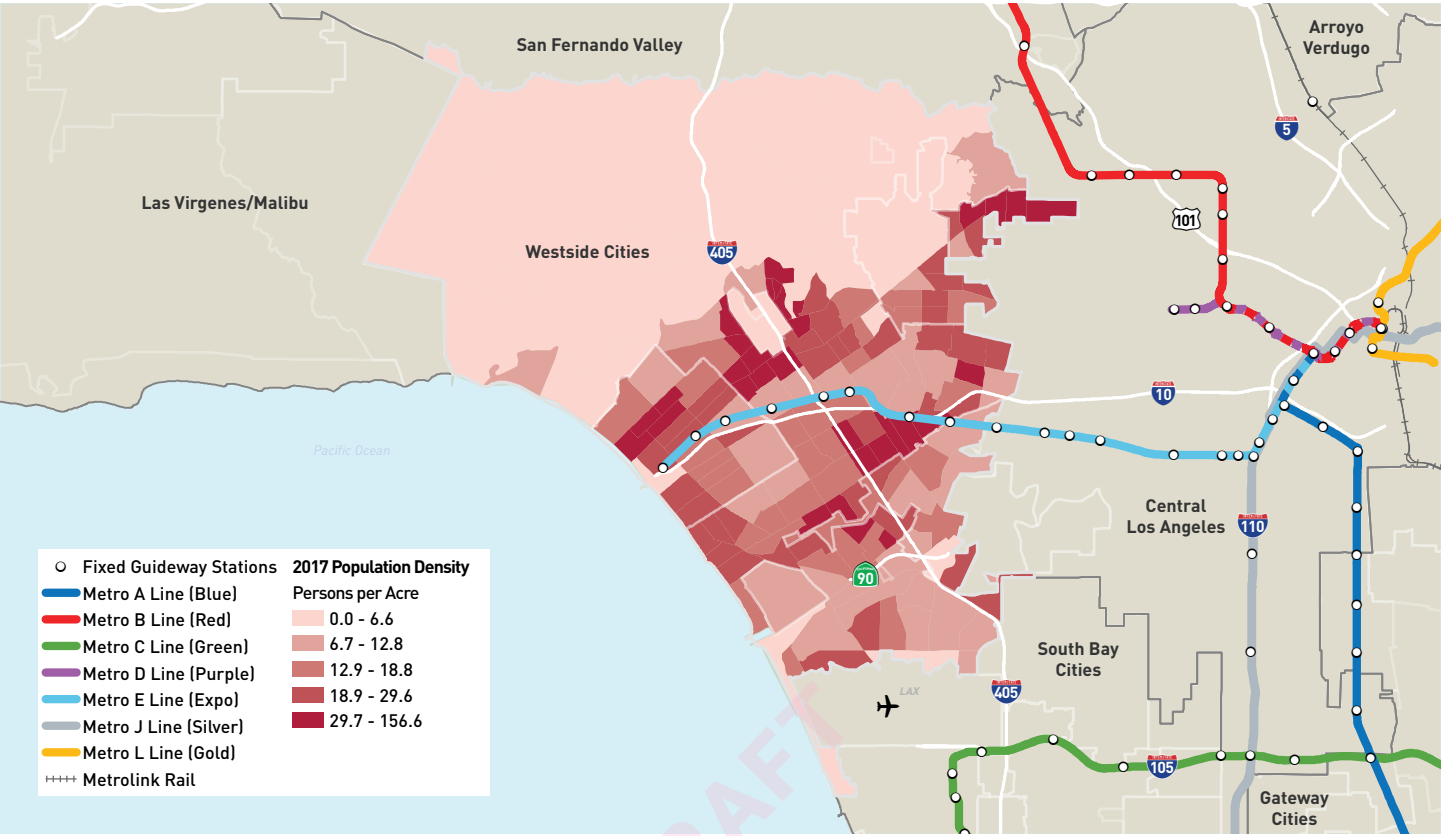 San Fernando Valley
Arroyo
Verdugo
5
Las Virgenes/Malibu
101
Westside Cities
405
10
Pacific Ocean
Central
Los Angeles
110
90
Fixed Guideway Stations
Metro A Line (Blue)
Metro B Line (Red)
Metro C Line (Green)
Metro D Line (Purple)
Metro E Line (Expo)
Metro J Line (Silver)
Metro L Line (Gold)
Metrolink Rail
2017 Population Density
Persons per Acre
0.0 - 6.6
6.7 - 12.8
12.9 - 18.8
18.9 - 29.6
29.7 - 156.6
South Bay
Cities
405
LAX
105
Gateway
Cities